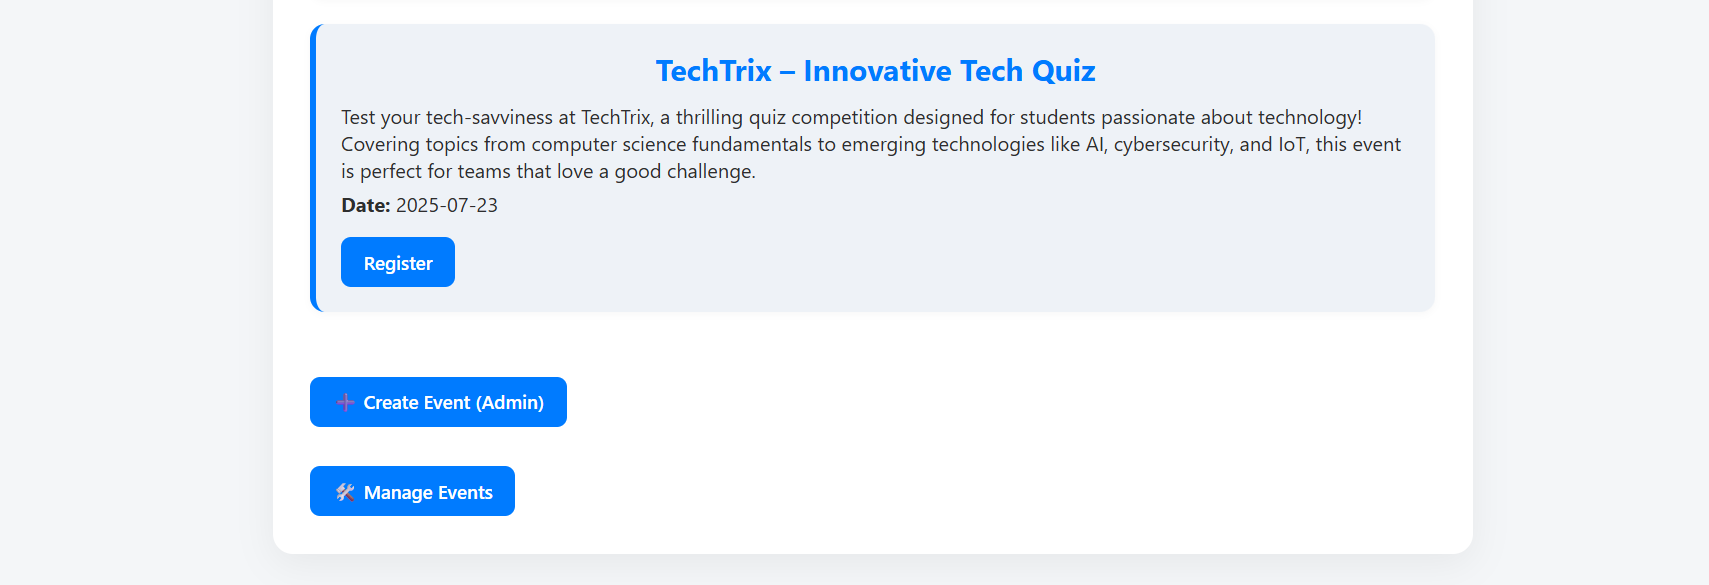 TechTrix – Innovative Tech Quiz
Test your tech-savviness at TechTrix, a thrilling quiz competition designed for students passionate about technology!
Covering topics from computer science fundamentals to emerging technologies like AI, cybersecurity, and IoT, this event
is perfect for teams that love a good challenge.
Date: 2025-07-23
Register
➕ Create Event (Admin)
🛠 Manage Events